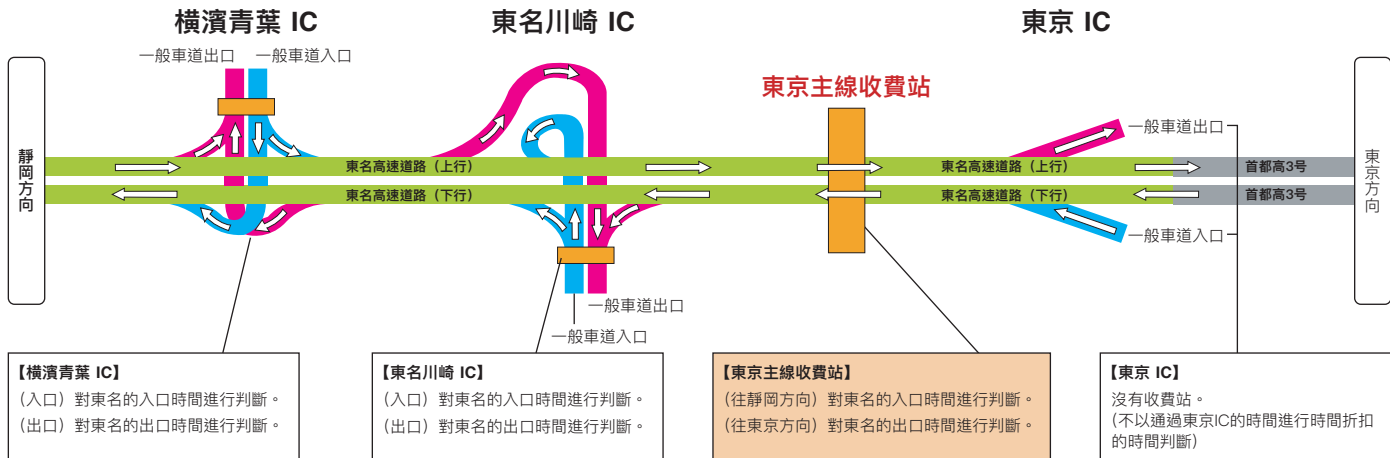 橫濱青葉 IC
東名川崎 IC
東京 IC
一般車道出口
一般車道入口
靜岡方向
東京主線收費站
一般車道出口
東名高速道路（上行）
東名高速道路（上行）
首都高3号
東名高速道路（下行）
東名高速道路（下行）
首都高3号
東京方向
一般車道入口
一般車道出口
一般車道入口
【橫濱青葉 IC】
（入口）對東名的入口時間進行判斷。
（出口）對東名的出口時間進行判斷。
【東名川崎 IC】
（入口）對東名的入口時間進行判斷。
（出口）對東名的出口時間進行判斷。
【東京主線收費站】
（往靜岡方向）對東名的入口時間進行判斷。
（往東京方向）對東名的出口時間進行判斷。
【東京 IC】
沒有收費站。
(不以通過東京IC的時間進行時間折扣
的時間判斷)